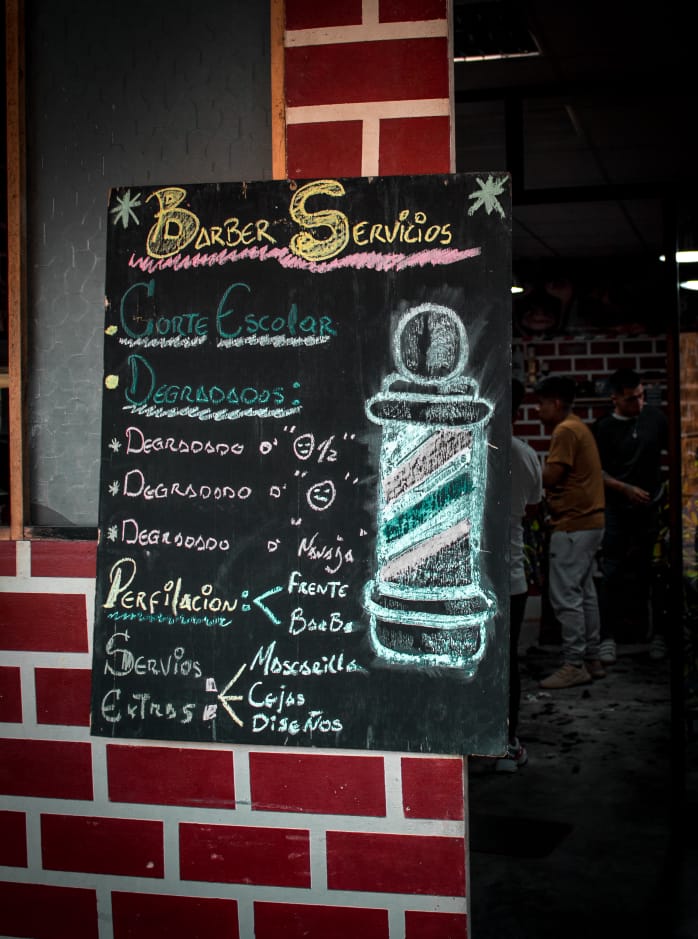 BARBER SERVICIOS
CORTE ESCOLAR
DEGRADADOS:
* DEGRADADO 0 "½"
* DEGRADADO 0 ""
* DEGRADADO 0 "Navaja"
PERFILACION: FRENTE
BARBA
SERVIOS EXTRAS: MASCARILLA
CEJAS
DISEÑOS